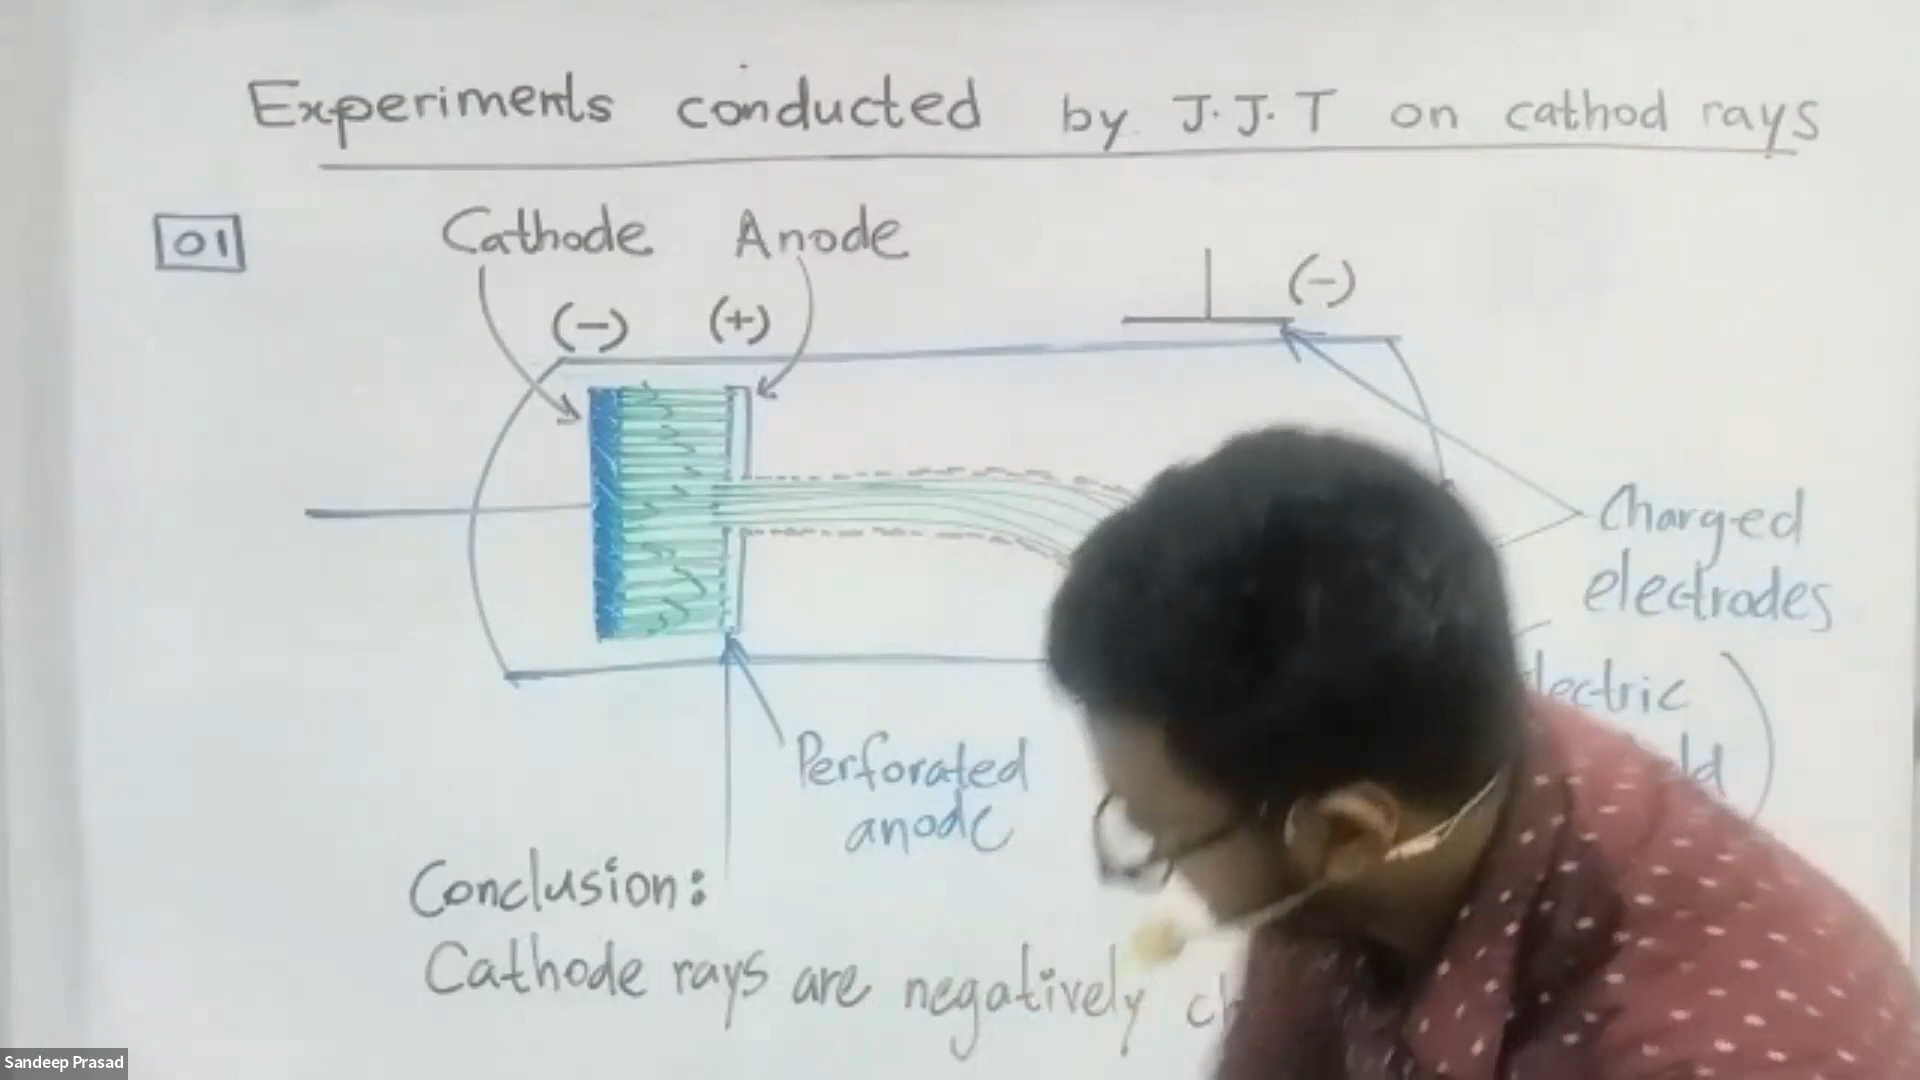 Experiments conducted by J.J.T on cathod rays
01
Cathode Anode
(-) (+) (-)
Charged
electrodes
Perforated
anode
Conclusion:
Cathode rays are negatively
Sandeep Prasad